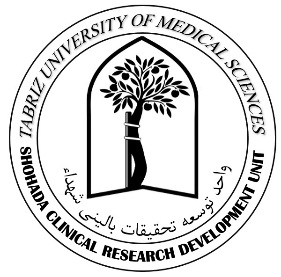 TABRIZ UNIVERSITY OF MEDICAL SCIENCES
واحد توسعه تحقیقات بالینی شهداء
SHOHADA CLINICAL RESEARCH DEVELOPMENT UNIT